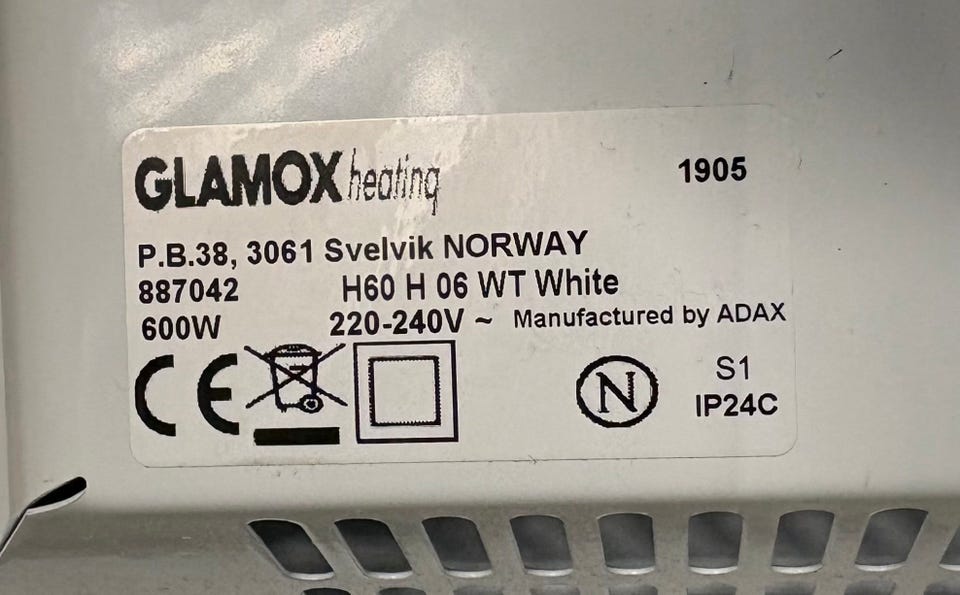 GLAMOX heating 1905
P.B.38, 3061 Svelvik NORWAY
887042 H60 H 06 WT White
600W 220-240V ~ Manufactured by ADAX
CE N S1
IP24C